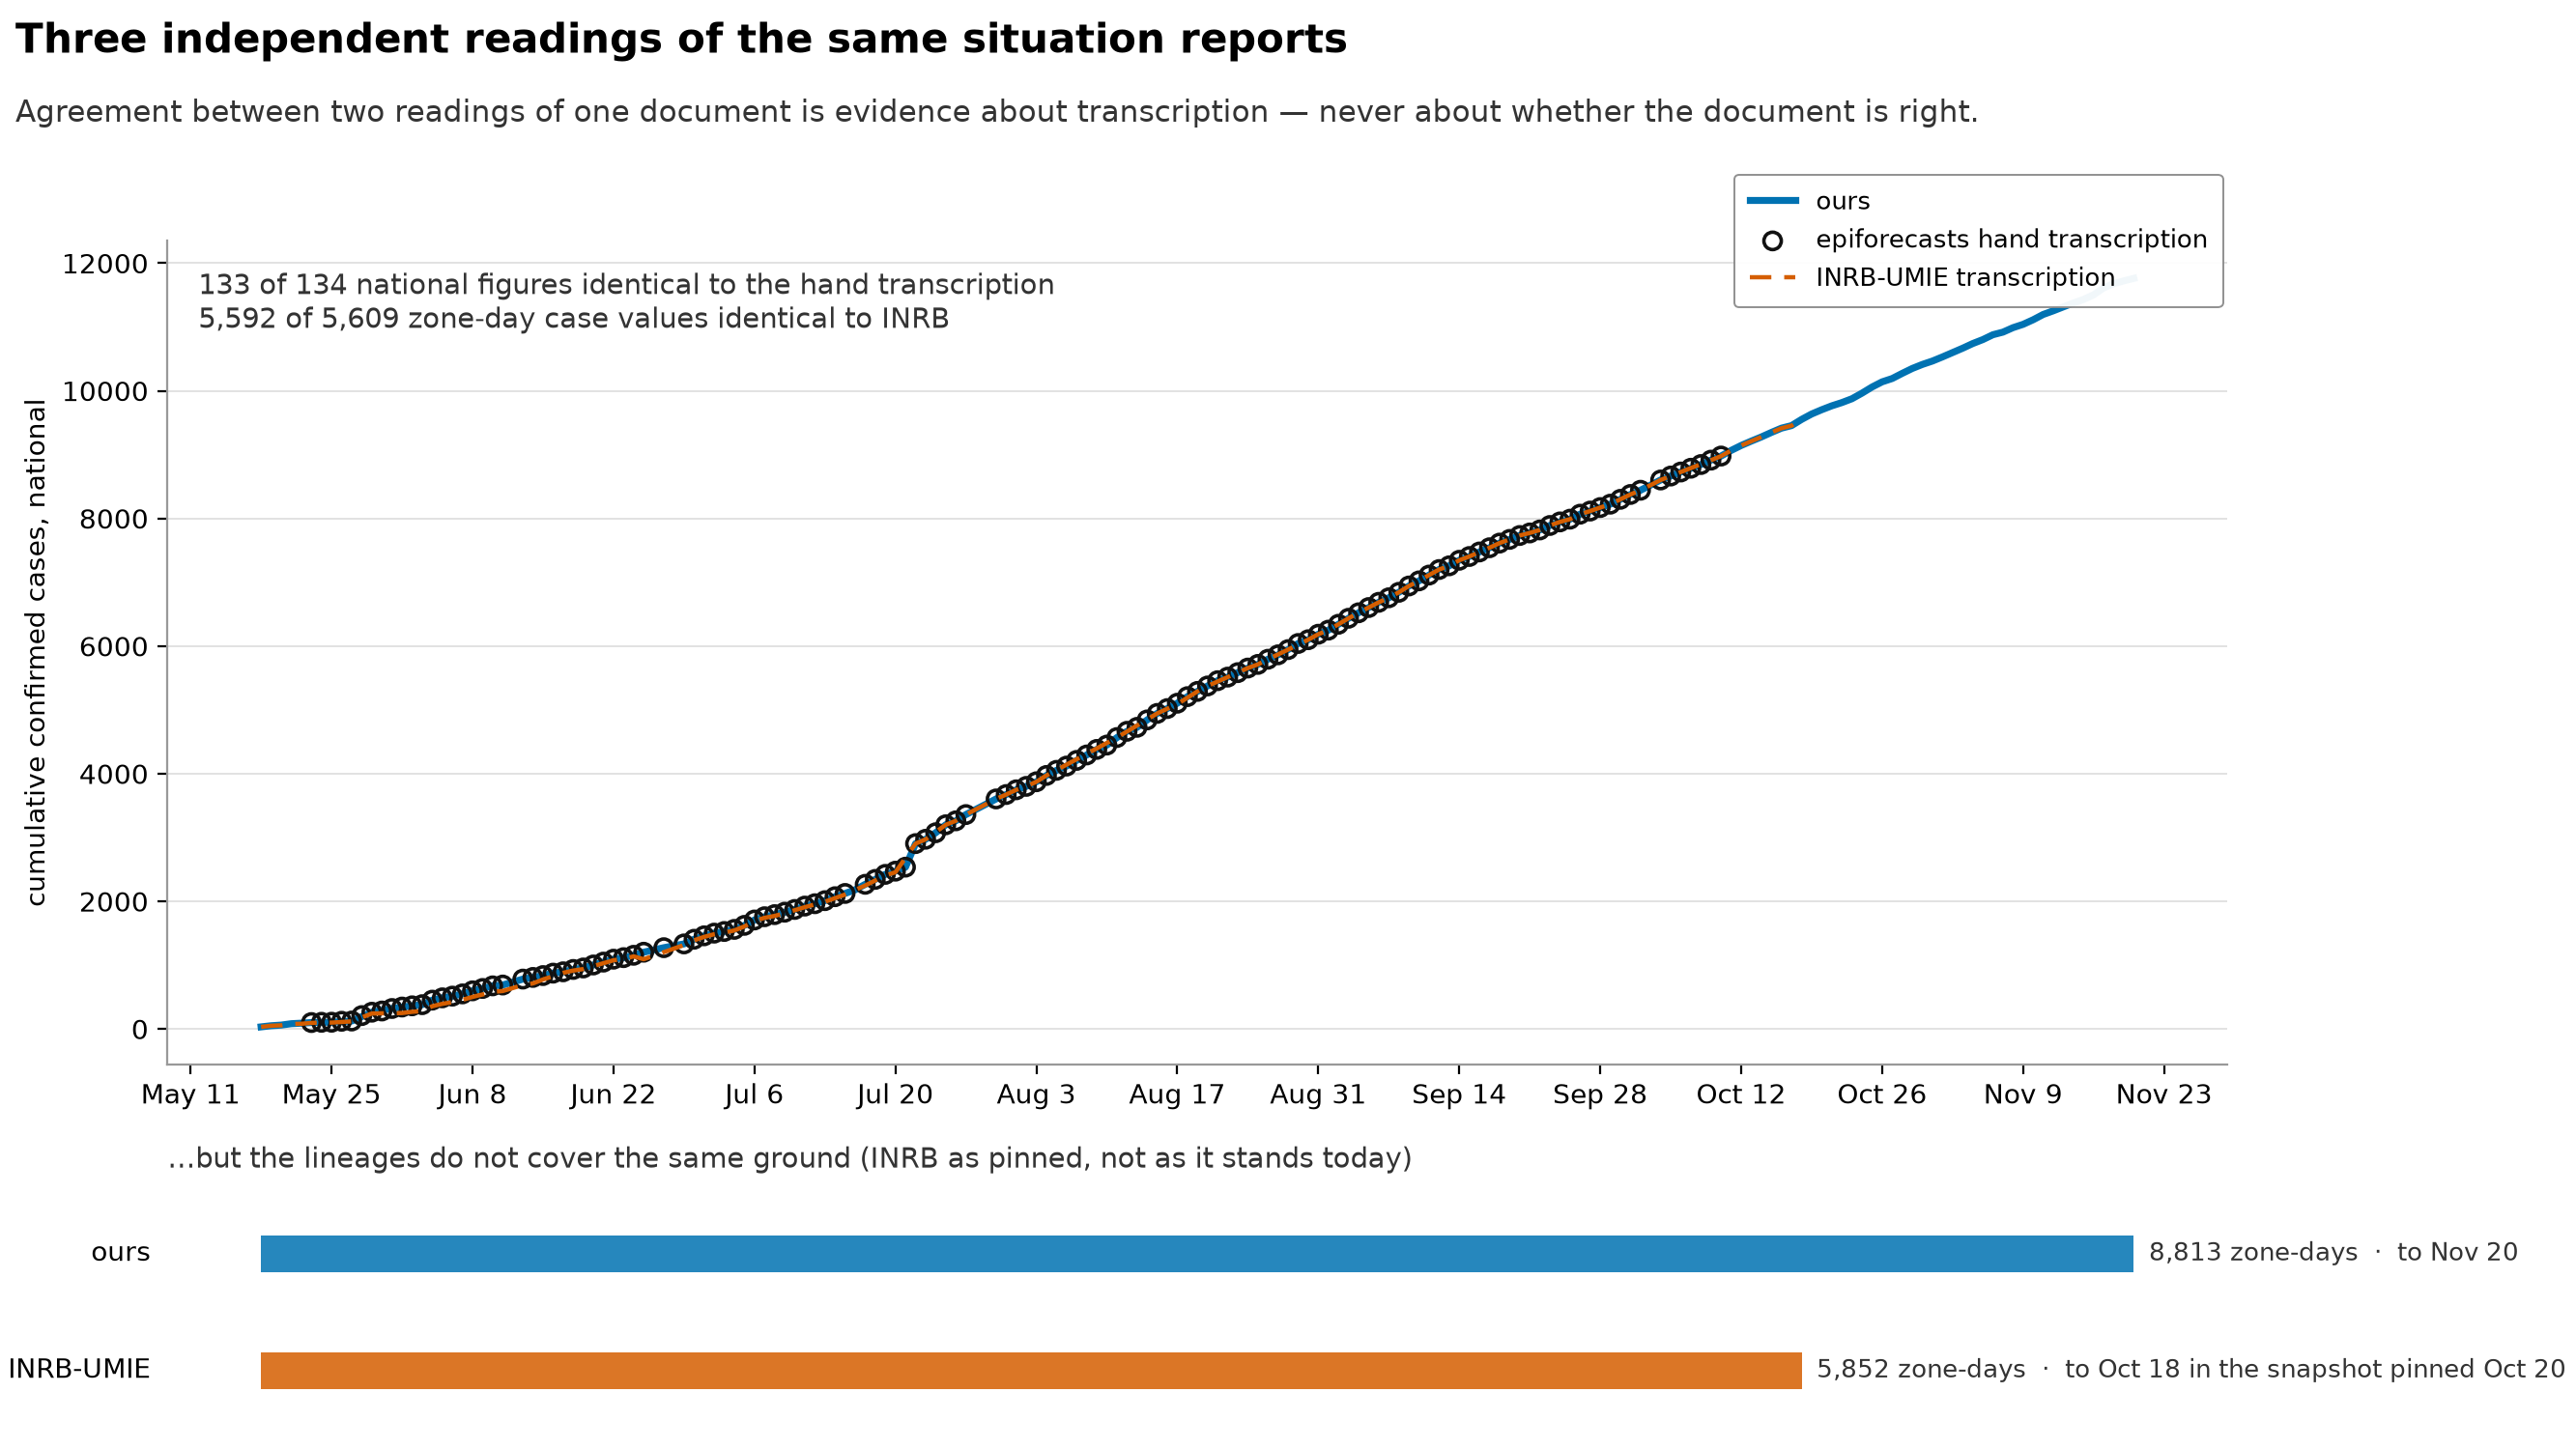 Three independent readings of the same situation reports
Agreement between two readings of one document is evidence about transcription — never about whether the document is right.
ours
epiforecasts hand transcription
INRB-UMIE transcription
133 of 134 national figures identical to the hand transcription
5,592 of 5,609 zone-day case values identical to INRB
cumulative confirmed cases, national
12000
10000
8000
6000
4000
2000
0
May 11 May 25 Jun 8 Jun 22 Jul 6 Jul 20 Aug 3 Aug 17 Aug 31 Sep 14 Sep 28 Oct 12 Oct 26 Nov 9 Nov 23
...but the lineages do not cover the same ground (INRB as pinned, not as it stands today)
ours 8,813 zone-days · to Nov 20
INRB-UMIE 5,852 zone-days · to Oct 18 in the snapshot pinned Oct 20